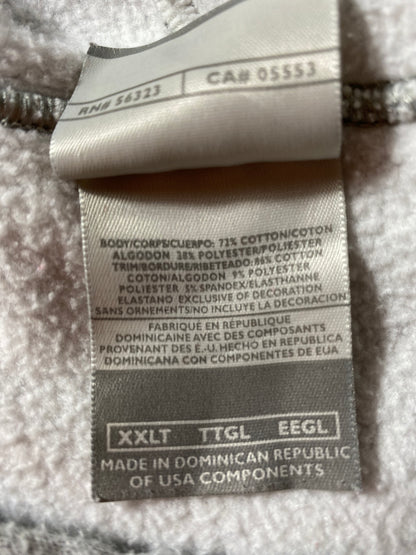 RN# 56323 CA# 05553
BODY/CORPS/CUERPO: 72% COTTON/COTON
ALGODON 28% POLYESTER/POLIESTER
TRIM/BORDURE/RIBETEADO: 86% COTTON
COTON/ALGODON 9% POLYESTER
POLIESTER 5% SPANDEX/ELASTHANNE
ELASTANO EXCLUSIVE OF DECORATION
SANS ORNEMENTS/NO INCLUYE LA DECORACION
FABRIQUÉ EN RÉPUBLIQUE
DOMINICAINE AVEC DES COMPOSANTS
PROVENANT DES É.-U. HECHO EN REPUBLICA
DOMINICANA CON COMPONENTES DE EUA
XXLT TTGL EEGL
MADE IN DOMINICAN REPUBLIC
OF USA COMPONENTS